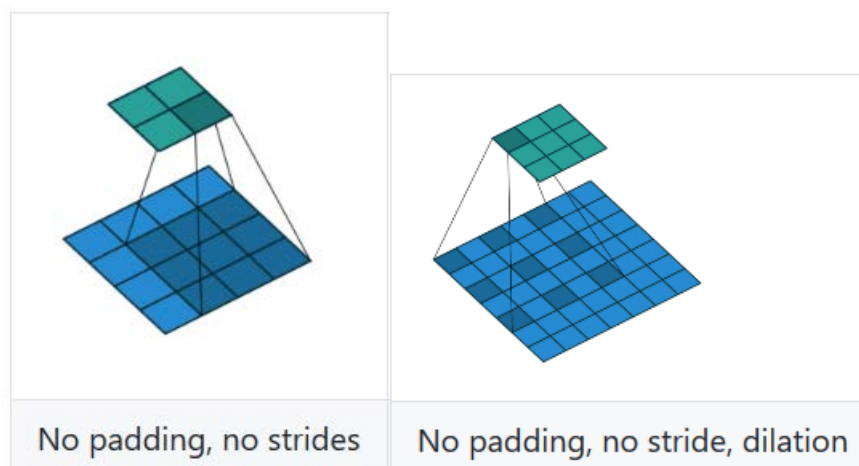 No padding, no strides
No padding, no stride, dilation